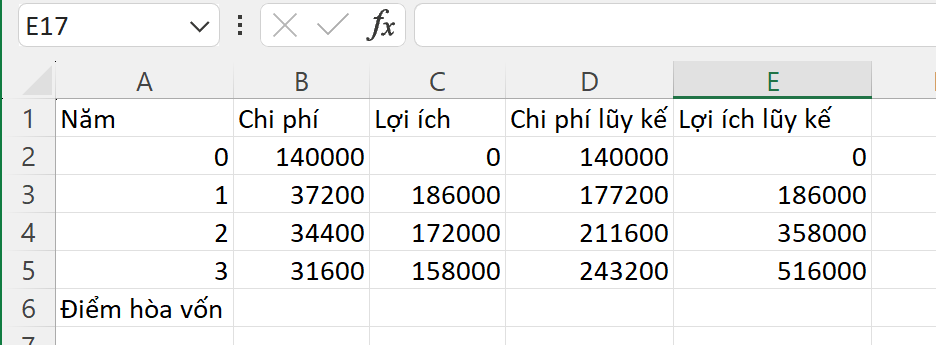 E17 fx
A B C D E
1 Năm Chi phí Lợi ích Chi phí lũy kế Lợi ích lũy kế
2 0 140000 0 140000 0
3 1 37200 186000 177200 186000
4 2 34400 172000 211600 358000
5 3 31600 158000 243200 516000
6 Điểm hòa vốn
7